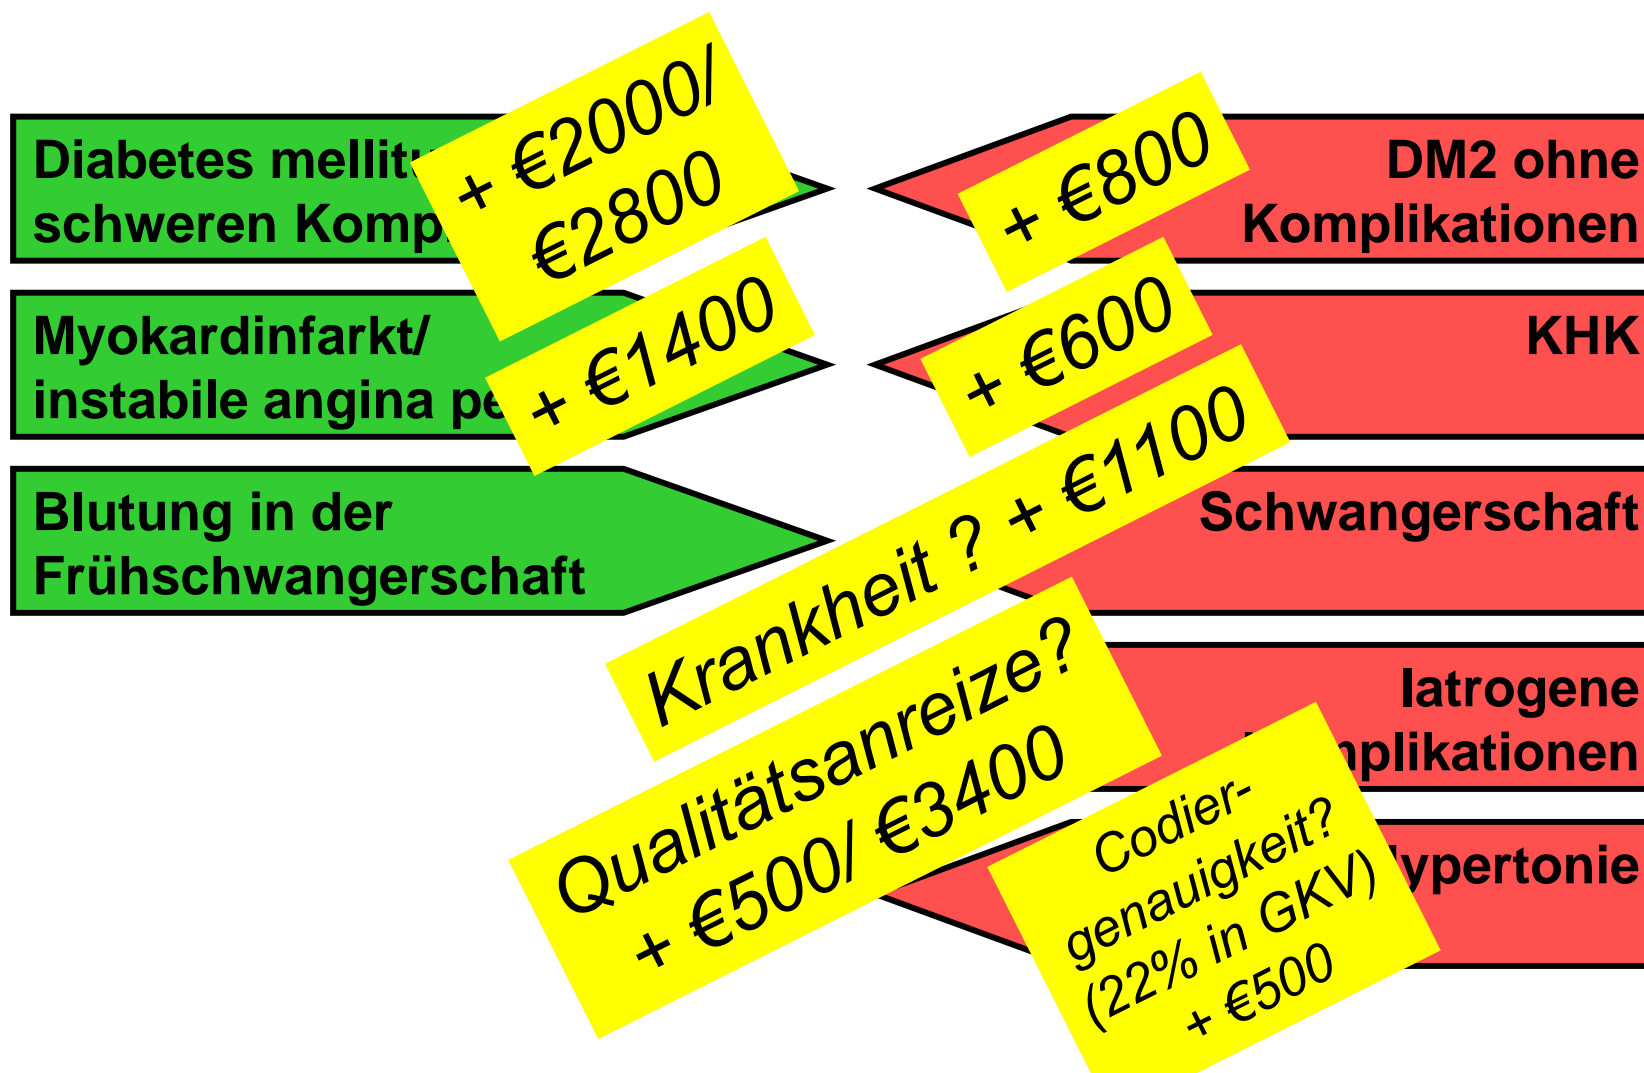 Diabetes mellitu
schweren Komp
+ €2000/
€2800
+ €800
DM2 ohne
Komplikationen
Myokardinfarkt/
instabile angina pe
+ €1400
+ €600
KHK
Blutung in der
Frühschwangerschaft
Krankheit ? + €1100
Schwangerschaft
Qualitätsanreize?
+ €500/ €3400
Iatrogene
mplikationen
Codier-
genauigkeit?
(22% in GKV)
+ €500
ypertonie